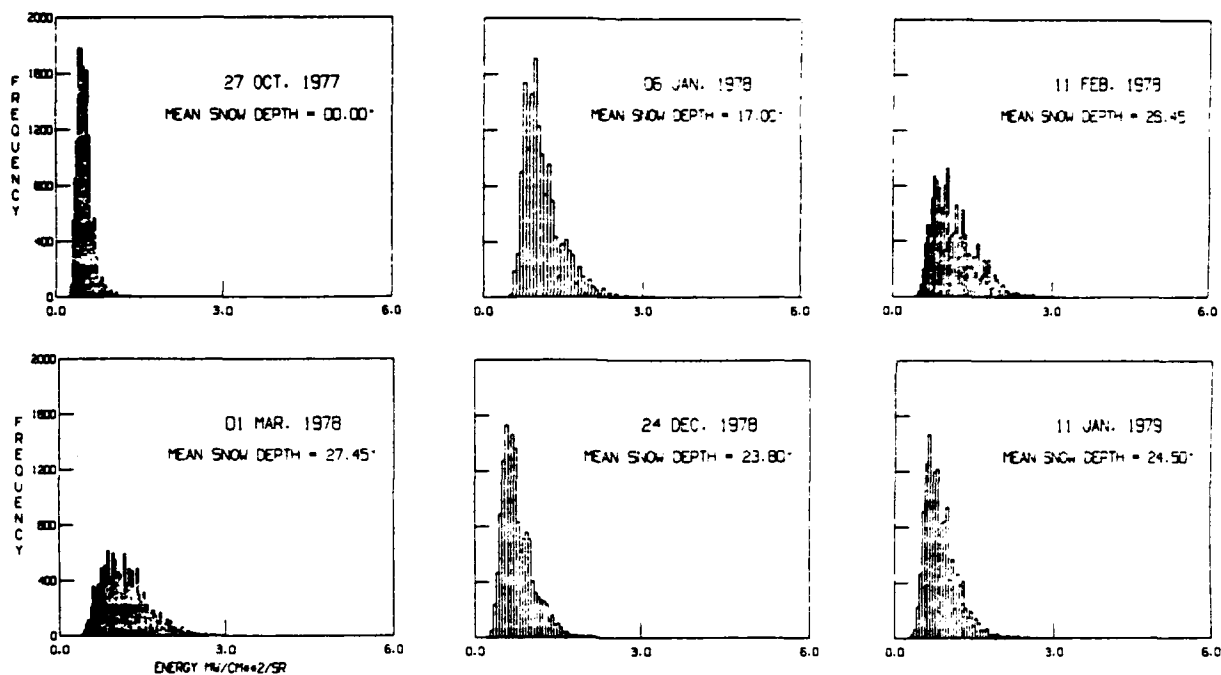 2000
1600
1200
800
400
0
FREQUENCY
27 OCT. 1977
MEAN SNOW DEPTH = 00.00"
0.0 3.0 6.0
06 JAN. 1978
MEAN SNOW DEPTH = 17.00"
0.0 3.0 6.0
11 FEB. 1978
MEAN SNOW DEPTH = 26.45
0.0 3.0 6.0
2000
1600
1200
800
400
0
FREQUENCY
01 MAR. 1978
MEAN SNOW DEPTH = 27.45"
0.0 3.0 6.0
ENERGY MW/CM**2/SR
24 DEC. 1978
MEAN SNOW DEPTH = 23.80"
0.0 3.0 6.0
11 JAN. 1979
MEAN SNOW DEPTH = 24.50"
0.0 3.0 6.0